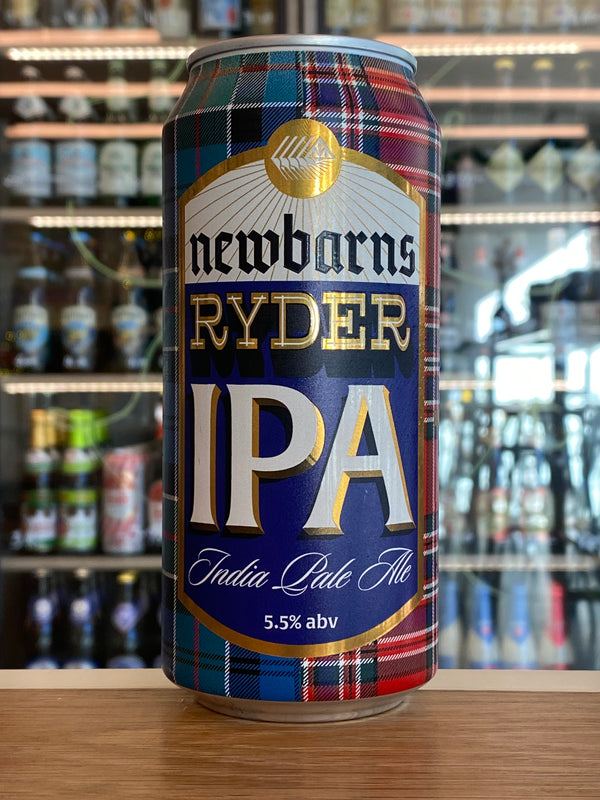 newbarns
RYDER
IPA
India Pale Ale
5.5% abv